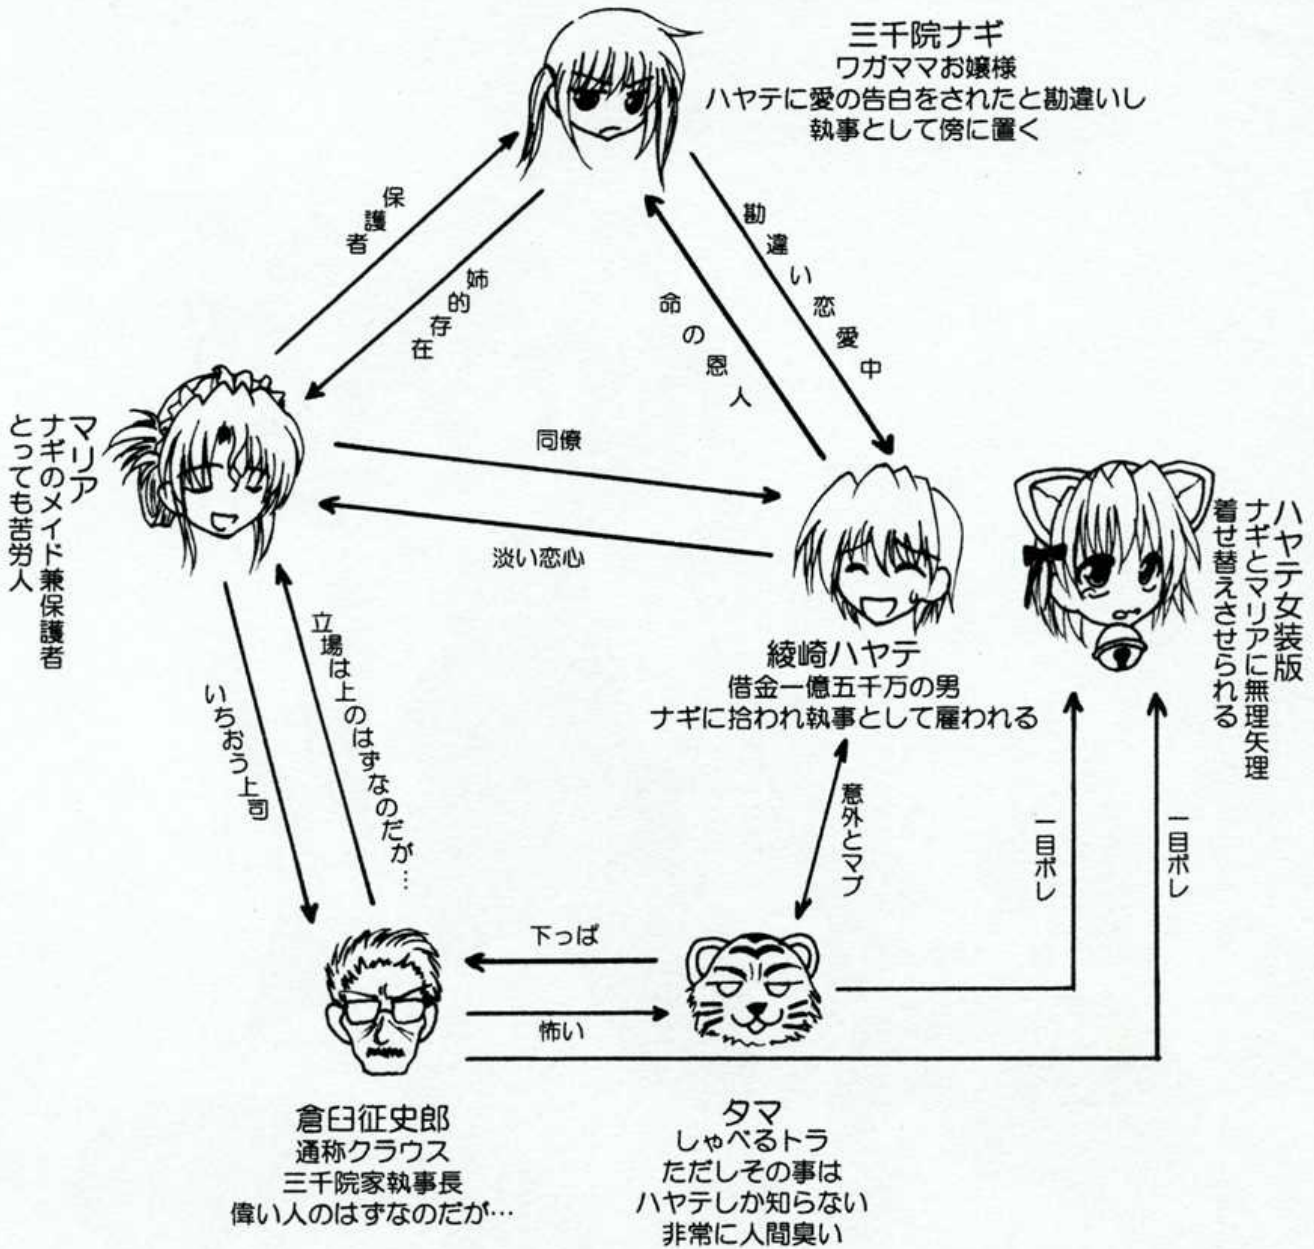 三千院ナギ
ワガママお嬢様
ハヤテに愛の告白をされたと勘違いし
執事として傍に置く
保護者
姉的存在
勘違い恋愛中
命の恩人
マリア
ナギのメイド兼保護者
とっても苦労人
同僚
淡い恋心
綾崎ハヤテ
借金一億五千万の男
ナギに拾われ執事として雇われる
ハヤテ女装版
ナギとマリアに無理矢理
着せ替えさせられる
いちおう上司
立場は上のはずなのだが…
意外とマブ
一目ボレ
一目ボレ
下っぱ
怖い
倉臼征史郎
通称クラウス
三千院家執事長
偉い人のはずなのだが…
タマ
しゃべるトラ
ただしその事は
ハヤテしか知らない
非常に人間臭い